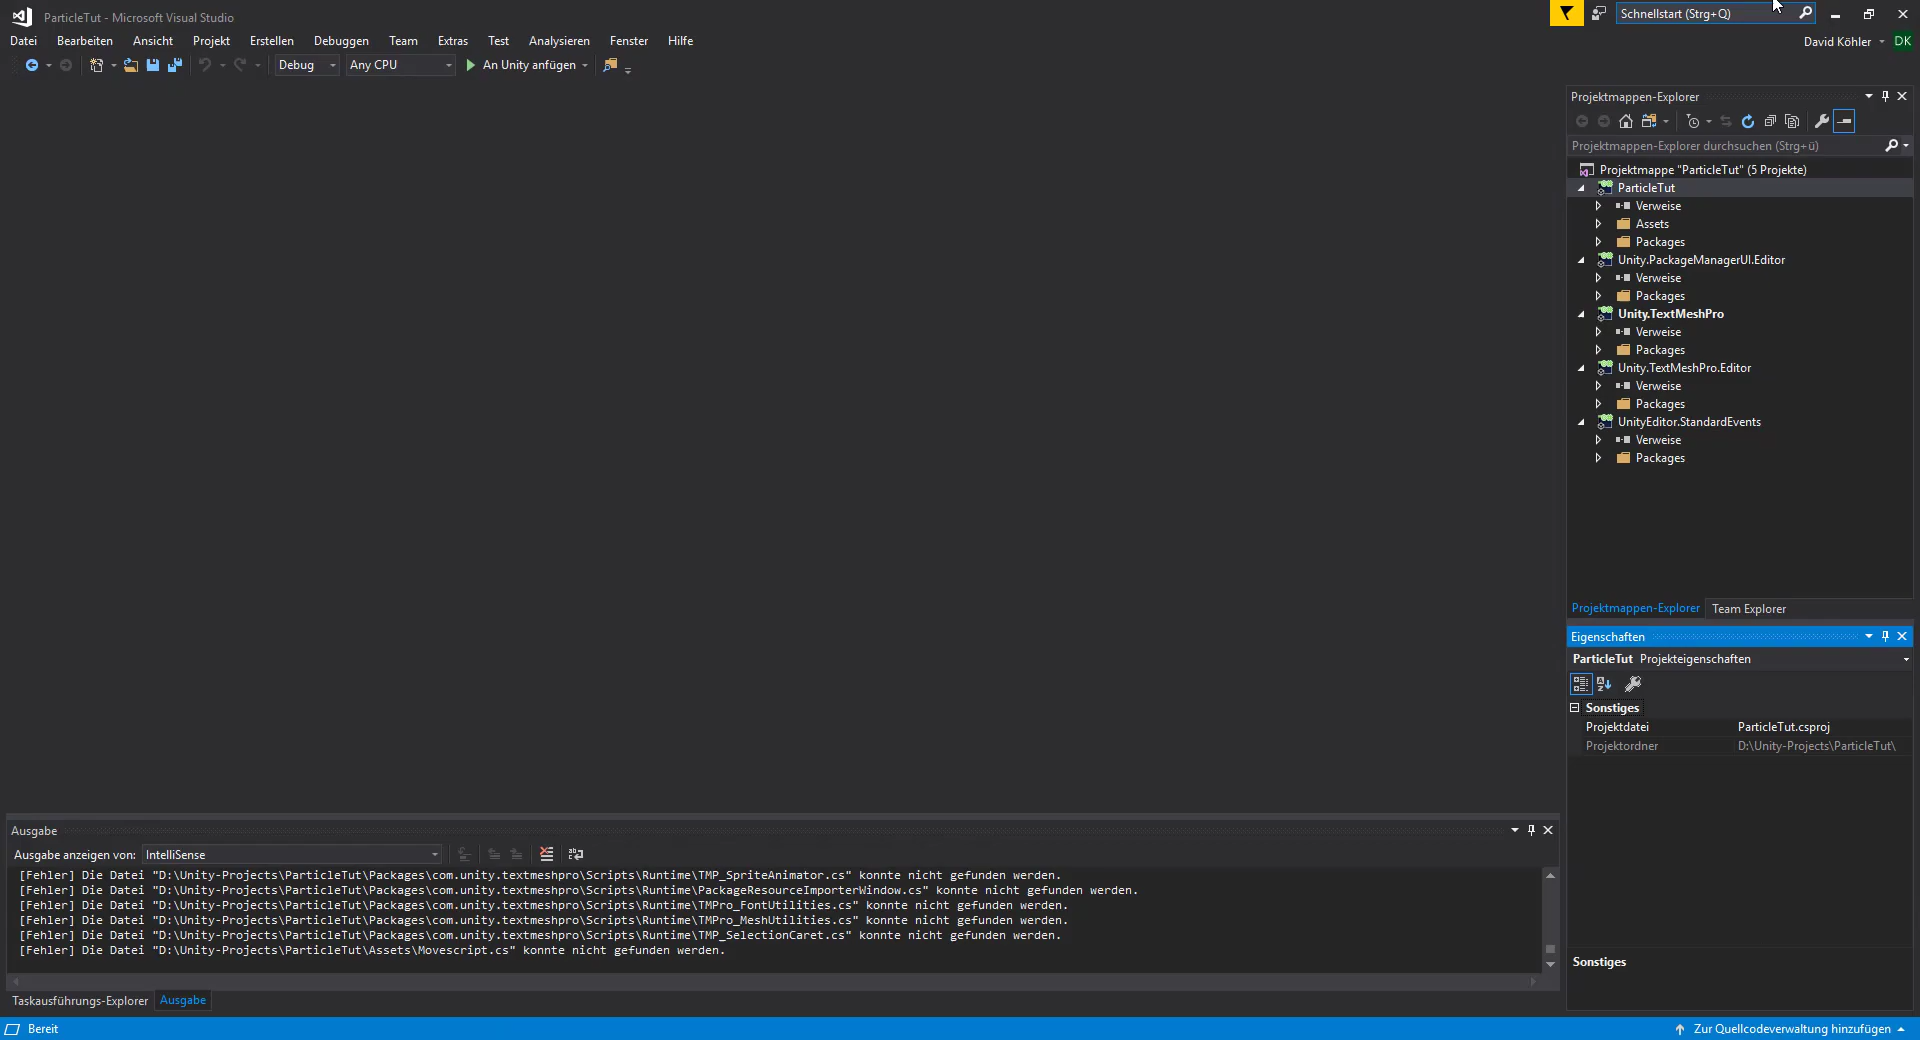 ParticleTut - Microsoft Visual Studio
Schnellstart (Strg+Q)
Datei Bearbeiten Ansicht Projekt Erstellen Debuggen Team Extras Test Analysieren Fenster Hilfe
David Köhler DK
Debug Any CPU An Unity anfügen
Projektmappen-Explorer
Projektmappen-Explorer durchsuchen (Strg+ü)
Projektmappe "ParticleTut" (5 Projekte)
ParticleTut
Verweise
Assets
Packages
Unity.PackageManagerUI.Editor
Verweise
Packages
Unity.TextMeshPro
Verweise
Packages
Unity.TextMeshPro.Editor
Verweise
Packages
UnityEditor.StandardEvents
Verweise
Packages
Projektmappen-Explorer Team Explorer
Eigenschaften
ParticleTut Projekteigenschaften
Sonstiges
Projektdatei ParticleTut.csproj
Projektordner D:\Unity-Projects\ParticleTut\
Sonstiges
Ausgabe
Ausgabe anzeigen von: IntelliSense
[Fehler] Die Datei "D:\Unity-Projects\ParticleTut\Packages\com.unity.textmeshpro\Scripts\Runtime\TMP_SpriteAnimator.cs" konnte nicht gefunden werden.
[Fehler] Die Datei "D:\Unity-Projects\ParticleTut\Packages\com.unity.textmeshpro\Scripts\Runtime\PackageResourceImporterWindow.cs" konnte nicht gefunden werden.
[Fehler] Die Datei "D:\Unity-Projects\ParticleTut\Packages\com.unity.textmeshpro\Scripts\Runtime\TMPro_FontUtilities.cs" konnte nicht gefunden werden.
[Fehler] Die Datei "D:\Unity-Projects\ParticleTut\Packages\com.unity.textmeshpro\Scripts\Runtime\TMPro_MeshUtilities.cs" konnte nicht gefunden werden.
[Fehler] Die Datei "D:\Unity-Projects\ParticleTut\Packages\com.unity.textmeshpro\Scripts\Runtime\TMP_SelectionCaret.cs" konnte nicht gefunden werden.
[Fehler] Die Datei "D:\Unity-Projects\ParticleTut\Assets\Movescript.cs" konnte nicht gefunden werden.
Taskausführungs-Explorer Ausgabe
Bereit
Zur Quellcodeverwaltung hinzufügen